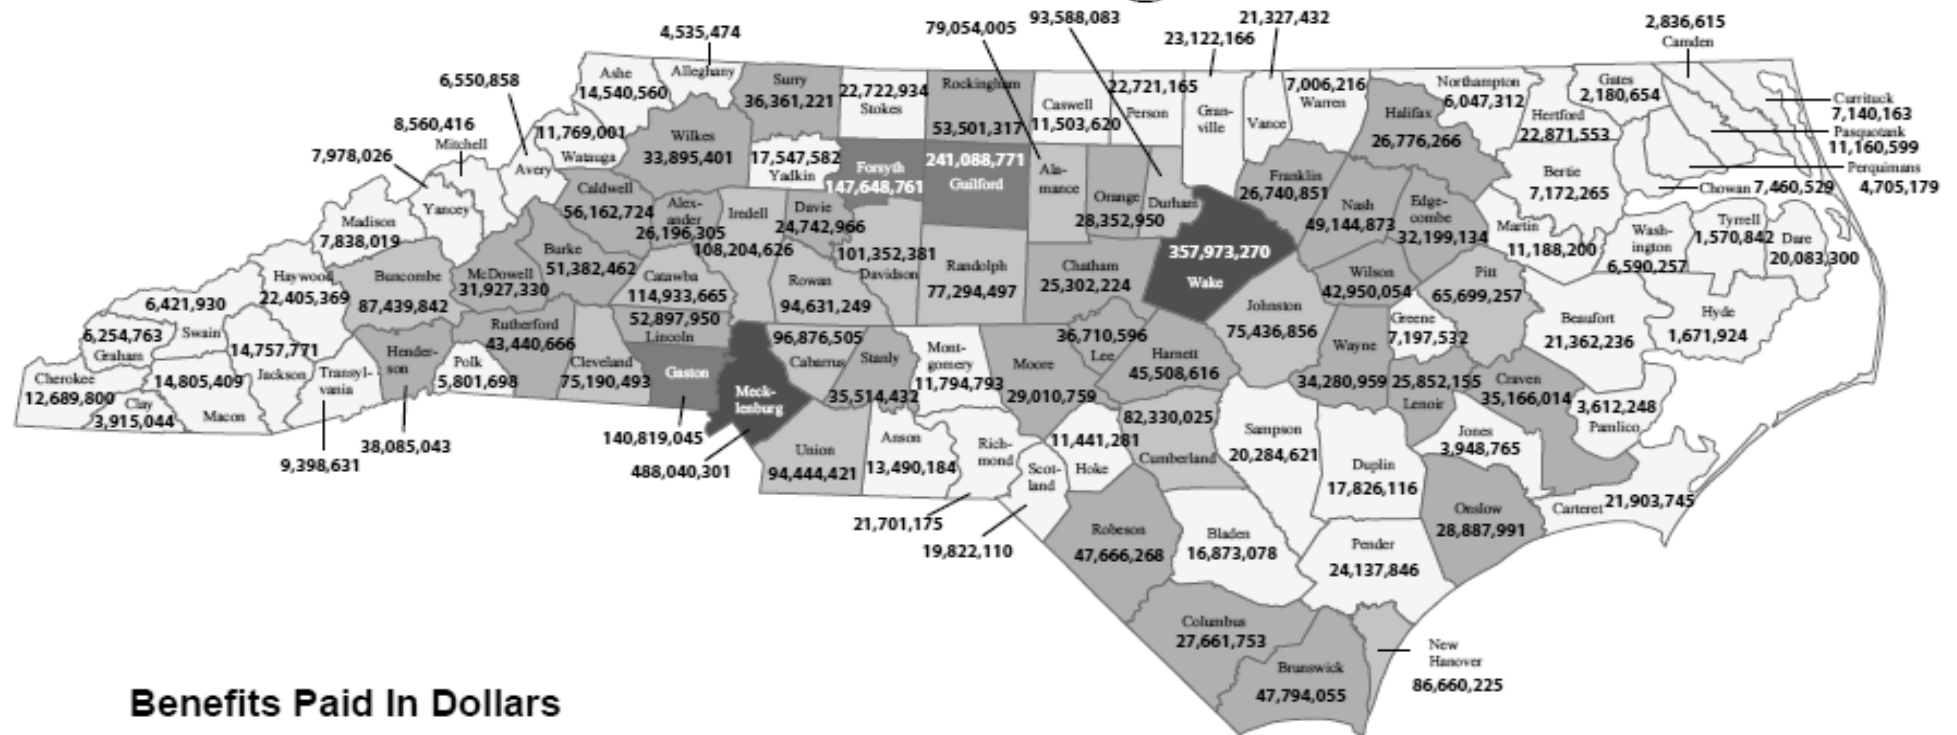 79,054,005
93,588,083
21,327,432
23,122,166
2,836,615
Camden
4,535,474
6,550,858
8,560,416
Mitchell
7,978,026
Ashe
14,540,560
Alleghany
Surry
36,361,221
22,722,934
Stokes
Rockingham
53,501,317
Caswell
11,503,620
22,721,165
Person
Gran-
ville
Vance
7,006,216
Warren
Halifax
26,776,266
Northampton
6,047,312
Hertford
22,871,553
Gates
2,180,654
Currituck
7,140,163
Pasquotank
11,160,599
Perquimans
4,705,179
Chowan 7,460,529
Bertie
7,172,265
11,769,001
Watauga
Avery
Wilkes
33,895,401
17,547,582
Yadkin
Forsyth
147,648,761
241,088,771
Guilford
Ala-
mance
Orange
28,352,950
Durham
Franklin
26,740,851
Nash
49,144,873
Edge-
combe
32,199,134
Martin
11,188,200
Wash-
ington
6,590,257
Tyrrell
1,570,842
Dare
20,083,300
Madison
7,838,019
Yancey
Caldwell
56,162,724
Alex-
ander
26,196,305
Iredell
108,204,626
Davie
24,742,966
101,352,381
Davidson
Randolph
77,294,497
Chatham
25,302,224
357,973,270
Wake
Wilson
42,950,054
Pitt
65,699,257
Haywood
22,405,369
Buncombe
87,439,842
McDowell
31,927,330
Burke
51,382,462
Catawba
114,933,665
Rowan
94,631,249
Johnston
75,436,856
Greene
7,197,532
Beaufort
21,362,236
Hyde
1,671,924
6,421,930
Swain
6,254,763
Graham
14,757,771
Jackson
Cherokee
12,689,800
Clay
3,915,044
14,805,409
Macon
Transyl-
vania
9,398,631
Hender-
son
38,085,043
Polk
5,801,698
Rutherford
43,440,666
Cleveland
75,190,493
52,897,950
Lincoln
Gaston
140,819,045
Meck-
lenburg
488,040,301
96,876,505
Cabarrus
Stanly
35,514,432
Mont-
gomery
11,794,793
Moore
29,010,759
36,710,596
Lee
Harnett
45,508,616
Wayne
34,280,959
25,852,155
Lenoir
Craven
35,166,014
3,612,248
Pamlico
Union
94,444,421
Anson
13,490,184
Rich-
mond
21,701,175
Scot-
land
19,822,110
11,441,281
Hoke
82,330,025
Cumberland
Sampson
20,284,621
Duplin
17,826,116
Jones
3,948,765
Onslow
28,887,991
Carteret 21,903,745
Robeson
47,666,268
Bladen
16,873,078
Pender
24,137,846
Columbus
27,661,753
Brunswick
47,794,055
New
Hanover
86,660,225
Benefits Paid In Dollars